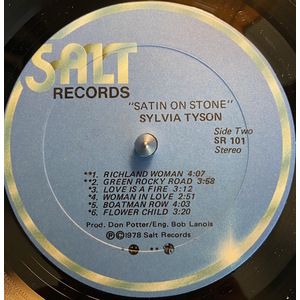 SALT
RECORDS
"SATIN ON STONE"
SYLVIA TYSON
Side Two
SR 101
Stereo
**1. RICHLAND WOMAN 4:07
**2. GREEN ROCKY ROAD 3:58
*3. LOVE IS A FIRE 3:12
*4. WOMAN IN LOVE 2:51
*5. BOATMAN ROW 4:03
*6. FLOWER CHILD 3:20
Prod. Don Potter/Eng. Bob Lanois
℗©1978 Salt Records